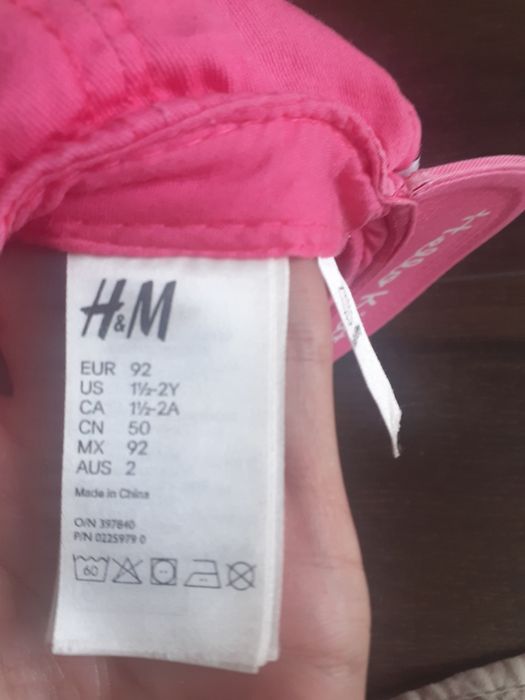 H&M
EUR 92
US 1½-2Y
CA 1½-2A
CN 50
MX 92
AUS 2
Made in China
O/N 397840
P/N 0225979 0
60
Hello